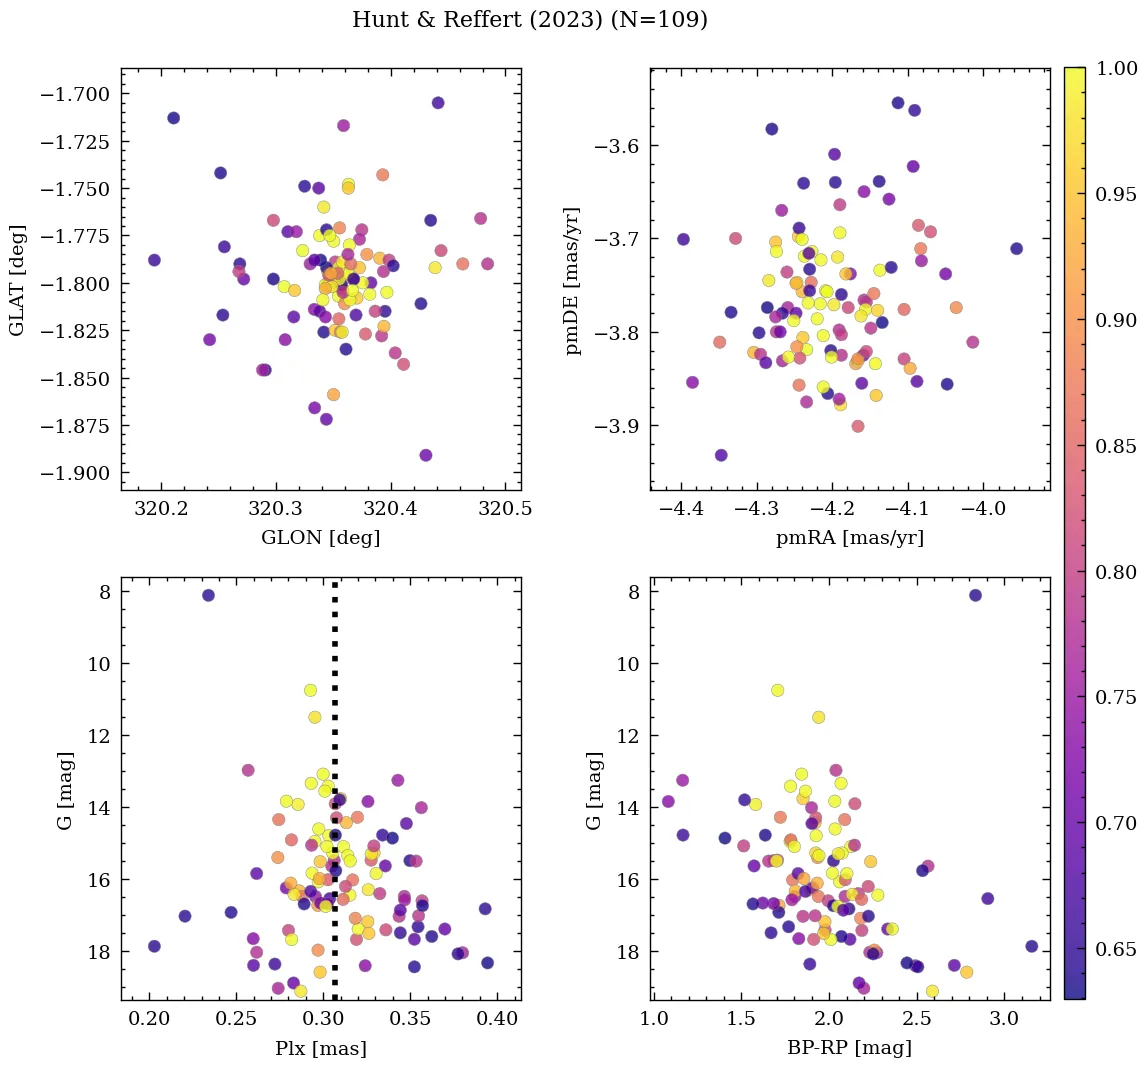 Hunt & Reffert (2023) (N=109)
−1.700
−1.725
−1.750
−1.775
−1.800
−1.825
−1.850
−1.875
−1.900
GLAT [deg]
320.2 320.3 320.4 320.5
GLON [deg]
−3.6
−3.7
−3.8
−3.9
pmDE [mas/yr]
−4.4 −4.3 −4.2 −4.1 −4.0
pmRA [mas/yr]
8
10
12
14
16
18
G [mag]
0.20 0.25 0.30 0.35 0.40
Plx [mas]
8
10
12
14
16
18
G [mag]
1.0 1.5 2.0 2.5 3.0
BP-RP [mag]
1.00
0.95
0.90
0.85
0.80
0.75
0.70
0.65